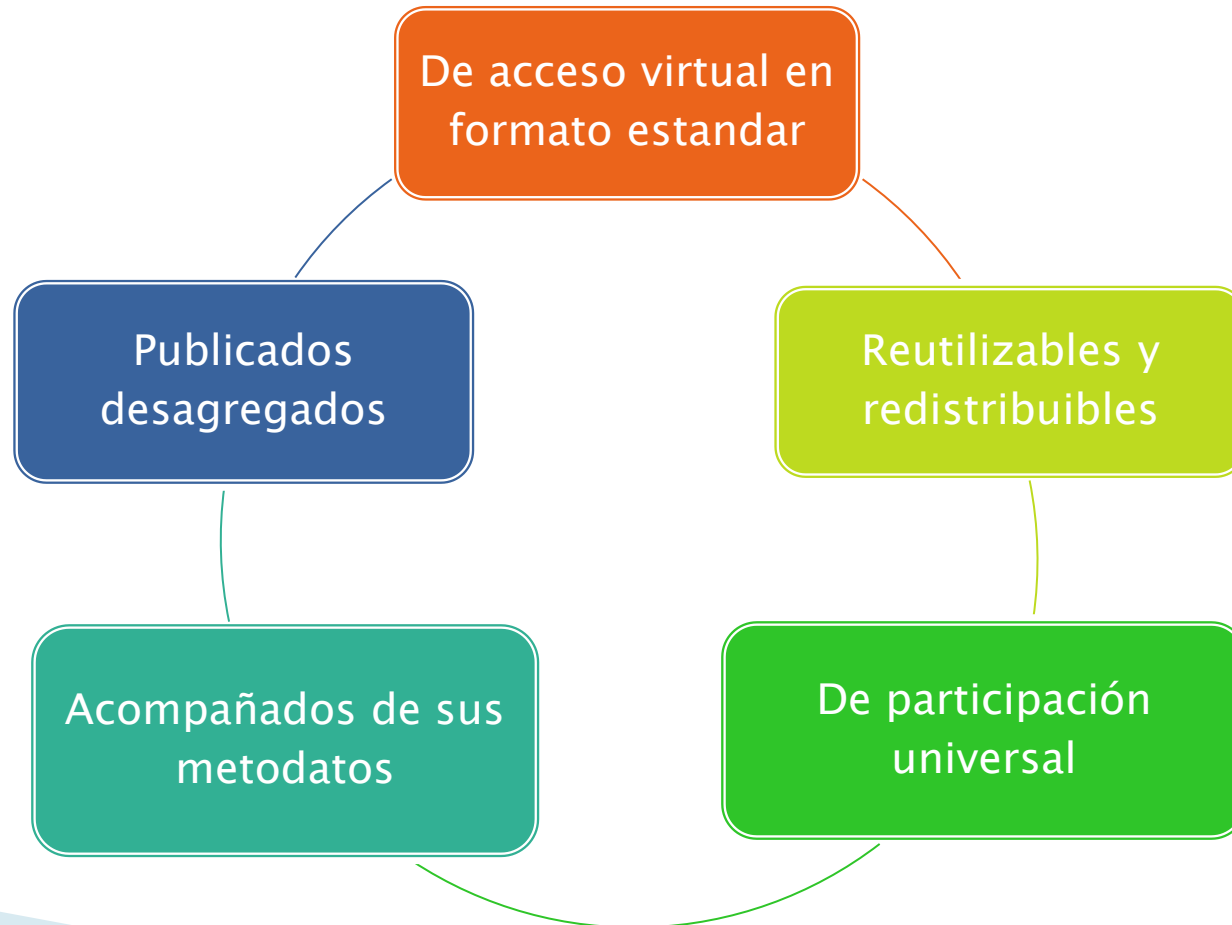 De acceso virtual en
formato estandar
Publicados
desagregados
Reutilizables y
redistribuibles
Acompañados de sus
metodatos
De participación
universal